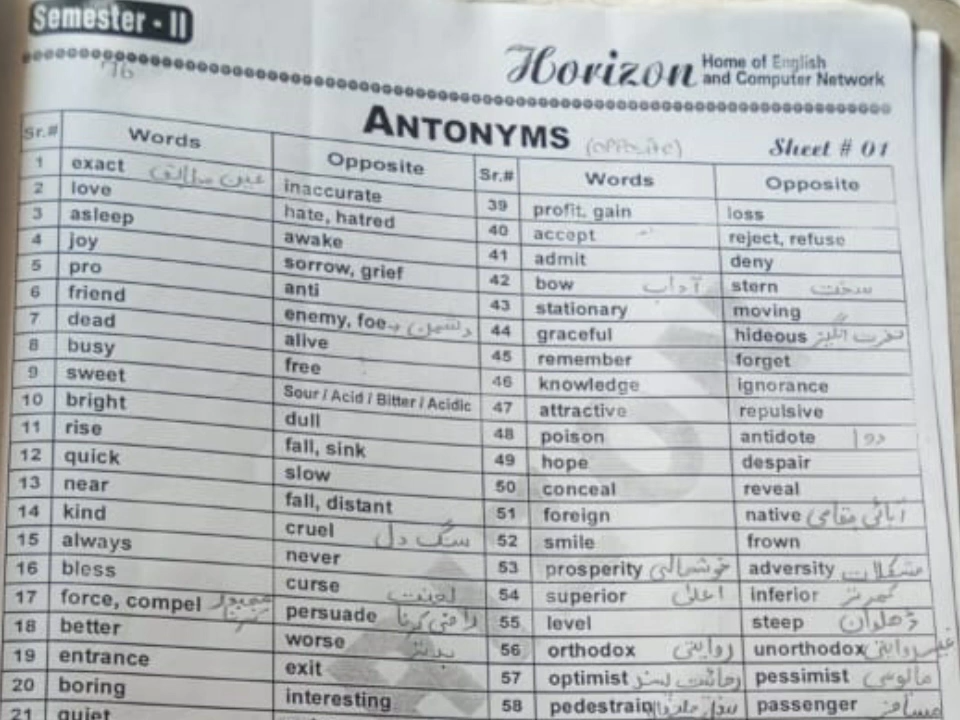 Semester - II
76
Horizon Home of English and Computer Network
ANTONYMS (opposite) Sheet # 01
Sr.# Words Opposite Sr.# Words Opposite
1 exact عین مطابق inaccurate 39 profit, gain loss
2 love hate, hatred 40 accept reject, refuse
3 asleep awake 41 admit deny
4 joy sorrow, grief 42 bow آداب stern سخت
5 pro anti 43 stationary moving
6 friend enemy, foe دشمن 44 graceful hideous نفرت انگیز
7 dead alive 45 remember forget
8 busy free 46 knowledge ignorance
9 sweet Sour / Acid / Bitter / Acidic 47 attractive repulsive
10 bright dull 48 poison antidote دوا
11 rise fall, sink 49 hope despair
12 quick slow 50 conceal reveal
13 near fall, distant 51 foreign native آبائی مقامی
14 kind cruel سنگ دل 52 smile frown
15 always never 53 prosperity خوشحالی adversity مشکلات
16 bless curse لعنت 54 superior اعلی inferior کمرتر
17 force, compel مجبور کرنا persuade راضی کرنا 55 level steep ڈھلوان
18 better worse بدتر 56 orthodox روایتی unorthodox غیر روایتی
19 entrance exit 57 optimist رجائیت پسند pessimist مالوسی
20 boring interesting 58 pedestrain passenger مسافر
21 quiet